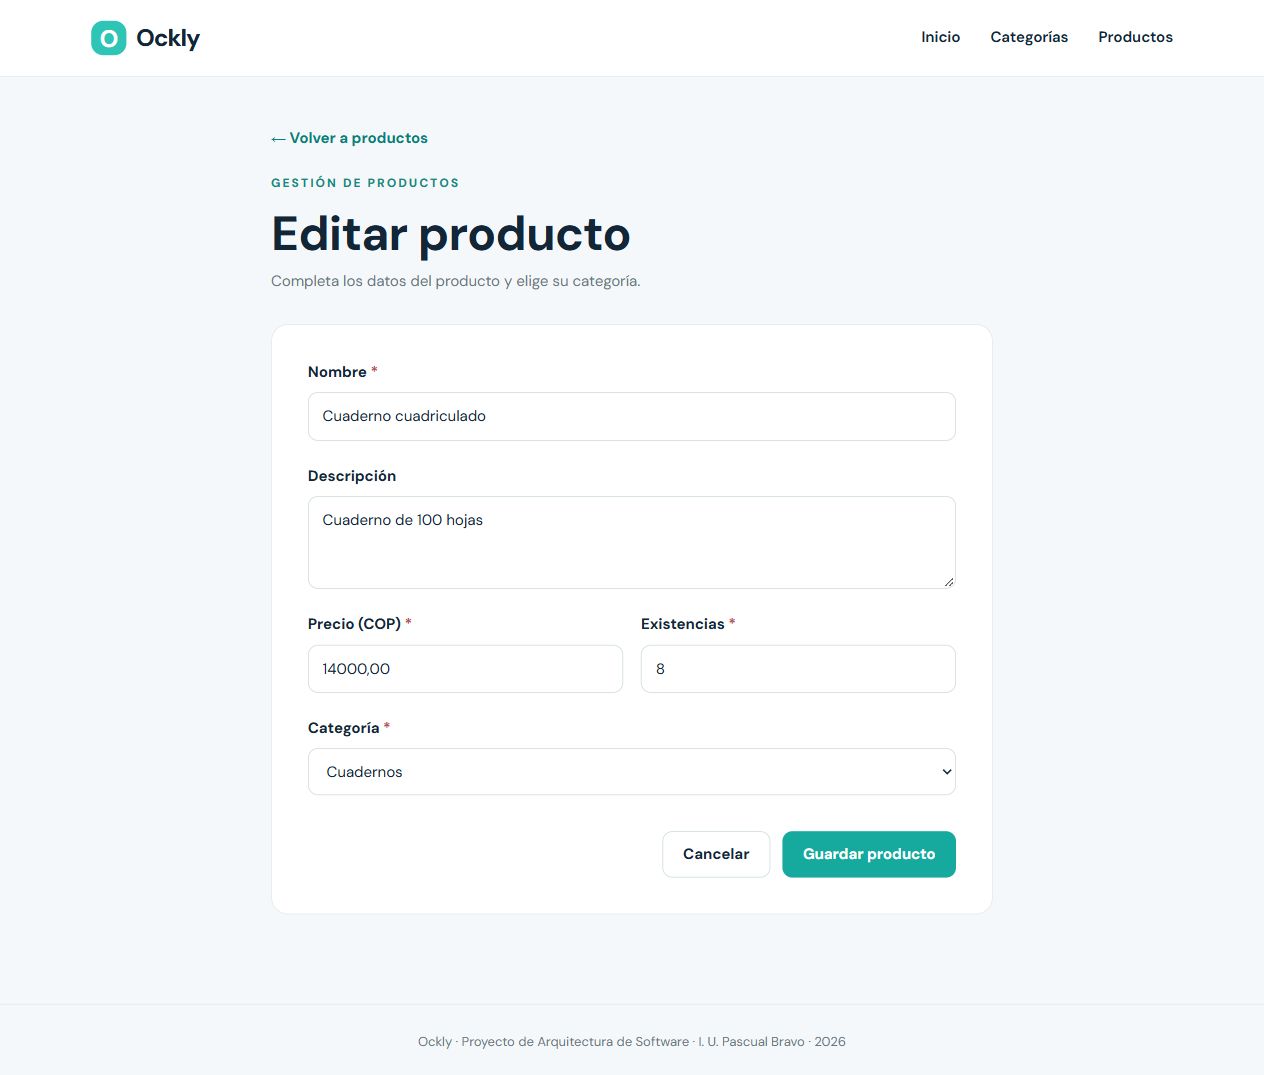 O Ockly
Inicio Categorías Productos
← Volver a productos
GESTIÓN DE PRODUCTOS
Editar producto
Completa los datos del producto y elige su categoría.
Nombre *
Cuaderno cuadriculado
Descripción
Cuaderno de 100 hojas
Precio (COP) * Existencias *
14000,00 8
Categoría *
Cuadernos
Cancelar Guardar producto
Ockly · Proyecto de Arquitectura de Software · I. U. Pascual Bravo · 2026